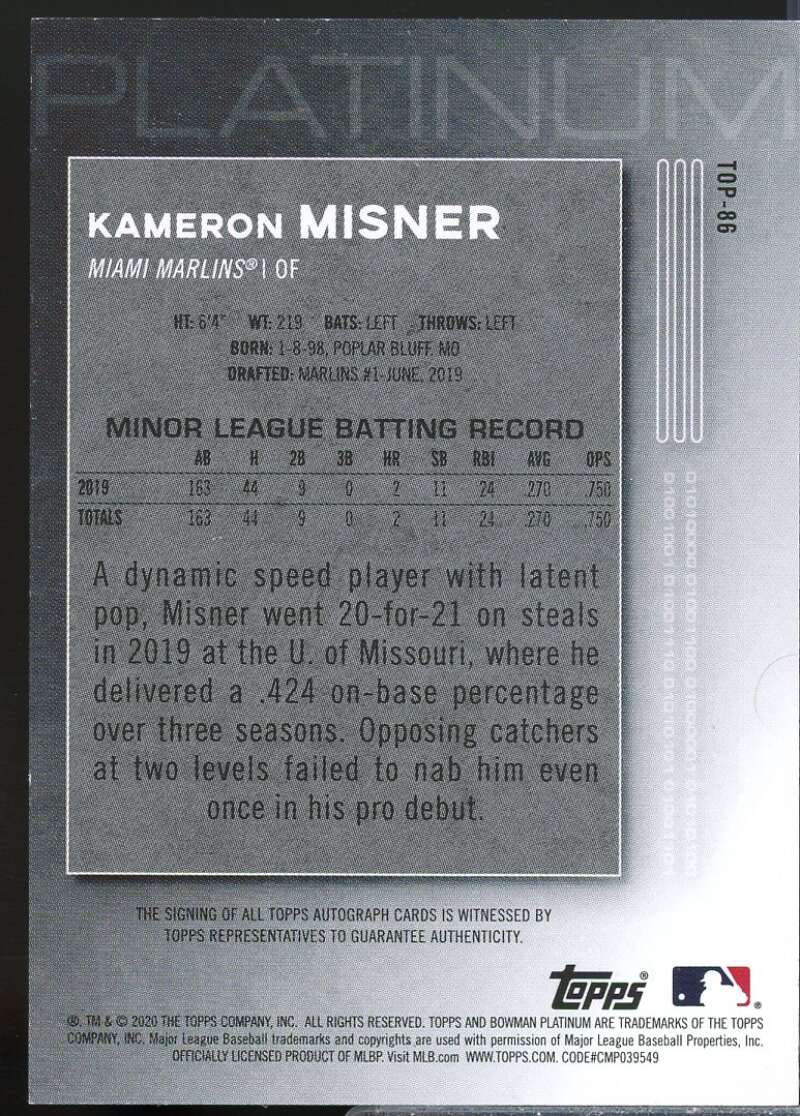 PLATINUM
TOP-86
KAMERON MISNER
MIAMI MARLINS® | OF
HT: 6'4" WT: 219 BATS: LEFT THROWS: LEFT
BORN: 1-8-98, POPLAR BLUFF, MO
DRAFTED: MARLINS #1-JUNE, 2019
MINOR LEAGUE BATTING RECORD
AB H 2B 3B HR SB RBI AVG OPS
2019 163 44 9 0 2 11 24 .270 .750
TOTALS 163 44 9 0 2 11 24 .270 .750
A dynamic speed player with latent
pop, Misner went 20-for-21 on steals
in 2019 at the U. of Missouri, where he
delivered a .424 on-base percentage
over three seasons. Opposing catchers
at two levels failed to nab him even
once in his pro debut.
THE SIGNING OF ALL TOPPS AUTOGRAPH CARDS IS WITNESSED BY
TOPPS REPRESENTATIVES TO GUARANTEE AUTHENTICITY.
topps®
®, TM & © 2020 THE TOPPS COMPANY, INC. ALL RIGHTS RESERVED. TOPPS AND BOWMAN PLATINUM ARE TRADEMARKS OF THE TOPPS
COMPANY, INC. Major League Baseball trademarks and copyrights are used with permission of Major League Baseball Properties, Inc.
OFFICIALLY LICENSED PRODUCT OF MLBP. Visit MLB.com WWW.TOPPS.COM. CODE#CMP039549